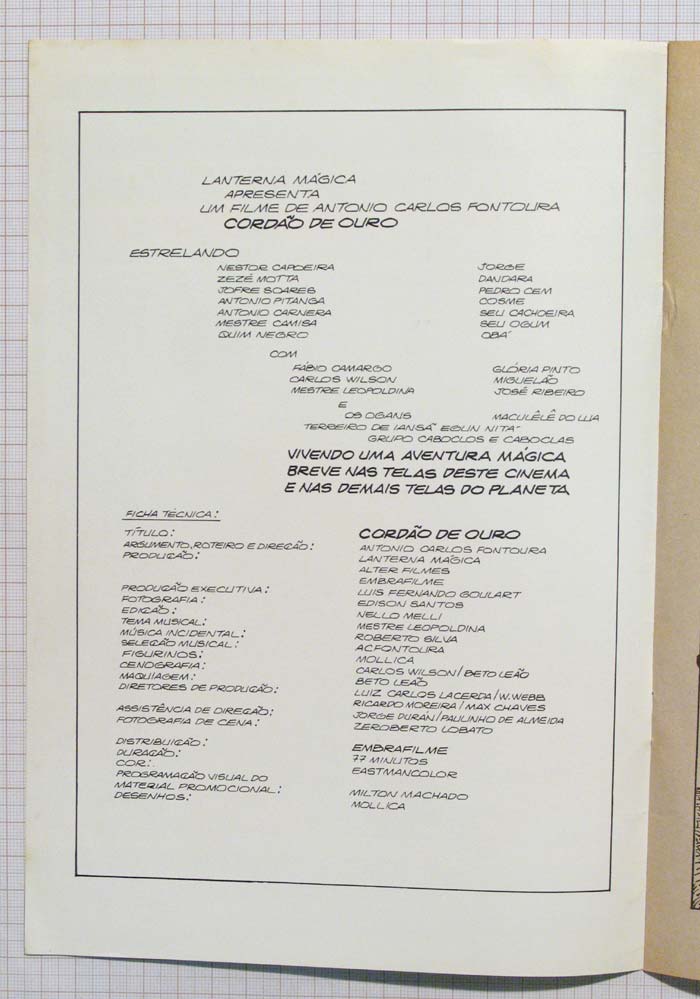 LANTERNA MÁGICA
APRESENTA
UM FILME DE ANTONIO CARLOS FONTOURA
CORDÃO DE OURO
ESTRELANDO
NESTOR CAPOEIRA JORGE
ZEZÉ MOTTA DANDARA
JOFRE SOARES PEDRO CEM
ANTONIO PITANGA COSME
ANTONIO CARNERA SEU CACHOEIRA
MESTRE CAMISA SEU OGUM
QUIM NEGRO OBÁ
COM
FÁBIO CAMARGO GLÓRIA PINTO
CARLOS WILSON MIGUELÃO
MESTRE LEOPOLDINA JOSÉ RIBEIRO
E
OS OGANS MACULÊLÊ DO LUA
TERREIRO DE IANSÃ EGUN NITÁ
GRUPO CABOCLOS E CABOCLAS
VIVENDO UMA AVENTURA MÁGICA
BREVE NAS TELAS DESTE CINEMA
E NAS DEMAIS TELAS DO PLANETA
FICHA TÉCNICA:
TÍTULO: CORDÃO DE OURO
ARGUMENTO, ROTEIRO E DIREÇÃO: ANTONIO CARLOS FONTOURA
PRODUÇÃO: LANTERNA MÁGICA
ALTER FILMES
EMBRAFILME
PRODUÇÃO EXECUTIVA: LUIS FERNANDO GOULART
FOTOGRAFIA: EDISON SANTOS
EDIÇÃO: NELLO MELLI
TEMA MUSICAL: MESTRE LEOPOLDINA
MÚSICA INCIDENTAL: ROBERTO SILVA
SELEÇÃO MUSICAL: ACFONTOURA
FIGURINOS: MOLLICA
CENOGRAFIA: CARLOS WILSON/BETO LEÃO
MAQUIAGEM: BETO LEÃO
DIRETORES DE PRODUÇÃO: LUIZ CARLOS LACERDA/W.WEBB
RICARDO MOREIRA/MAX CHAVES
ASSISTÊNCIA DE DIREÇÃO: JORGE DURÁN/PAULINHO DE ALMEIDA
FOTOGRAFIA DE CENA: ZEROBERTO LOBATO
DISTRIBUIÇÃO: EMBRAFILME
DURAÇÃO: 77 MINUTOS
COR: EASTMANCOLOR
PROGRAMAÇÃO VISUAL DO
MATERIAL PROMOCIONAL: MILTON MACHADO
DESENHOS: MOLLICA